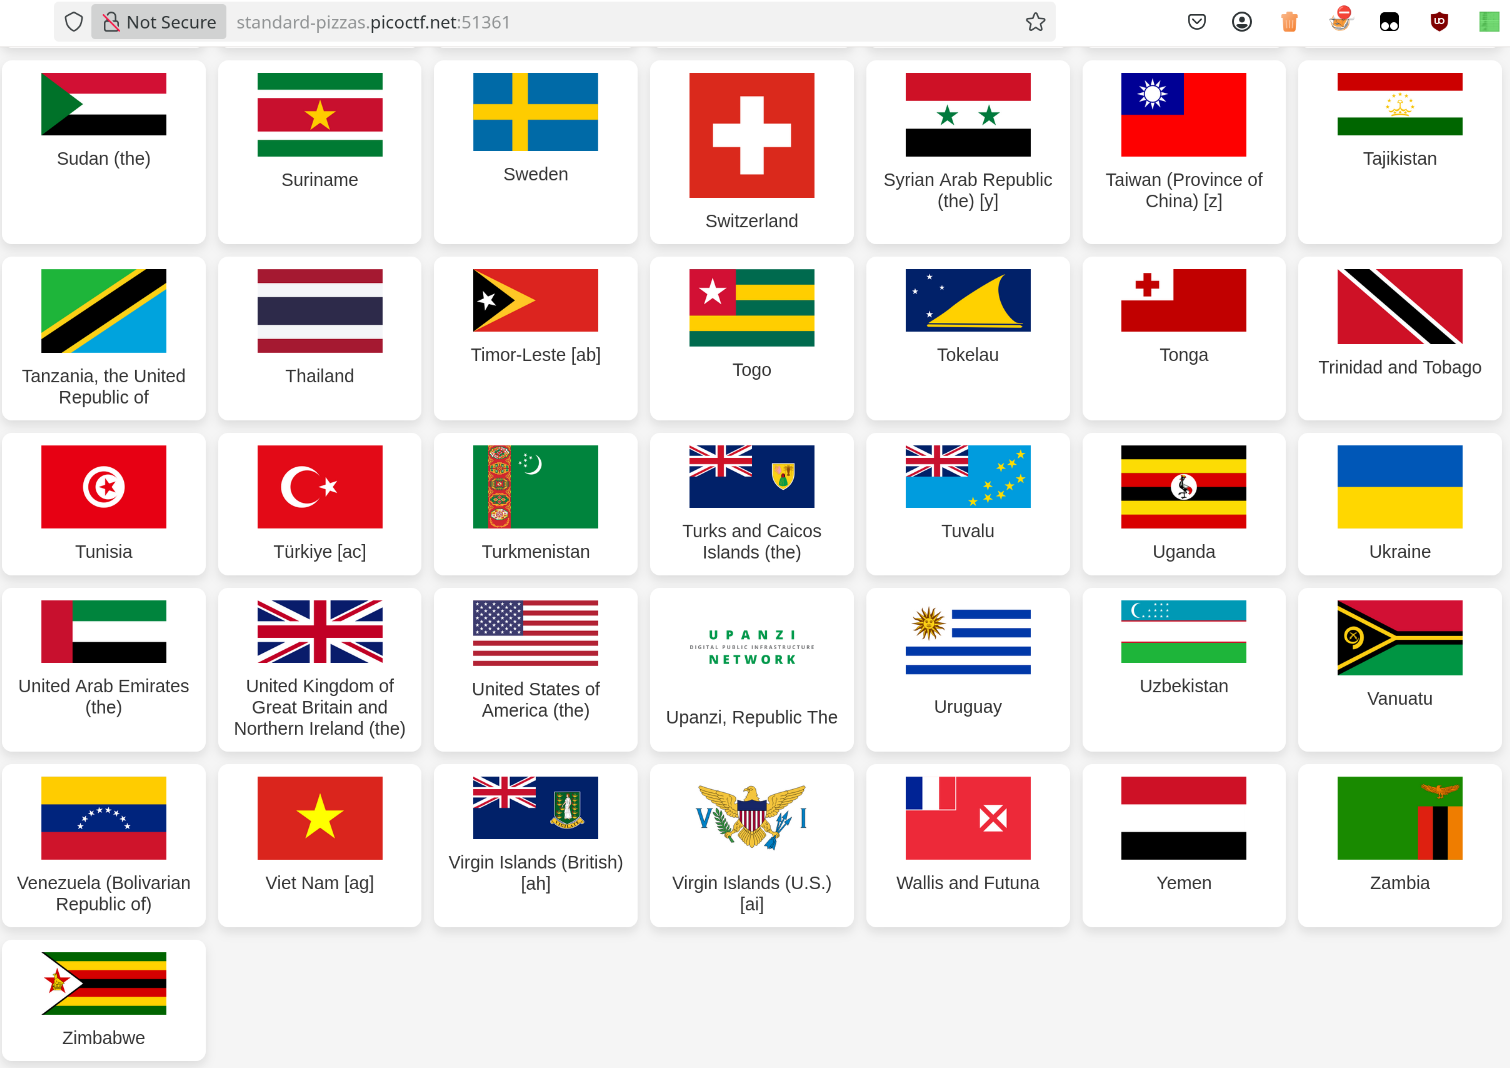 Not Secure standard-pizzas.picoctf.net:51361
Sudan (the)
Suriname
Sweden
Switzerland
Syrian Arab Republic
(the) [y]
Taiwan (Province of
China) [z]
Tajikistan
Tanzania, the United
Republic of
Thailand
Timor-Leste [ab]
Togo
Tokelau
Tonga
Trinidad and Tobago
Tunisia
Türkiye [ac]
Turkmenistan
Turks and Caicos
Islands (the)
Tuvalu
Uganda
Ukraine
United Arab Emirates
(the)
United Kingdom of
Great Britain and
Northern Ireland (the)
United States of
America (the)
UPANZI
DIGITAL PUBLIC INFRASTRUCTURE
NETWORK
Upanzi, Republic The
Uruguay
Uzbekistan
Vanuatu
Venezuela (Bolivarian
Republic of)
Viet Nam [ag]
Virgin Islands (British)
[ah]
V I
Virgin Islands (U.S.)
[ai]
Wallis and Futuna
Yemen
Zambia
Zimbabwe